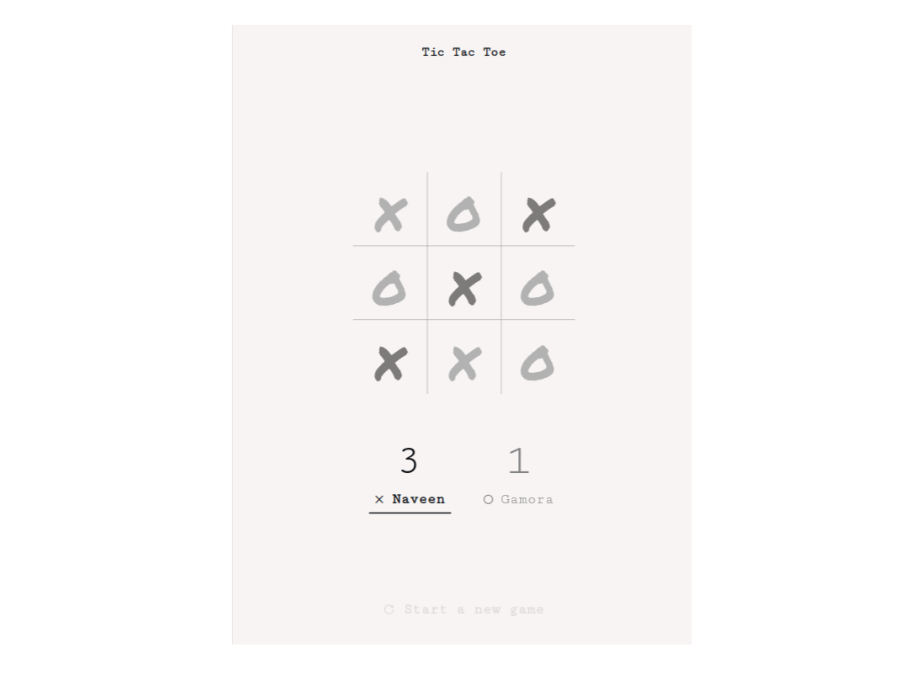 Tic Tac Toe
X O X
O X O
X X O
3 1
× Naveen ○ Gamora
Start a new game